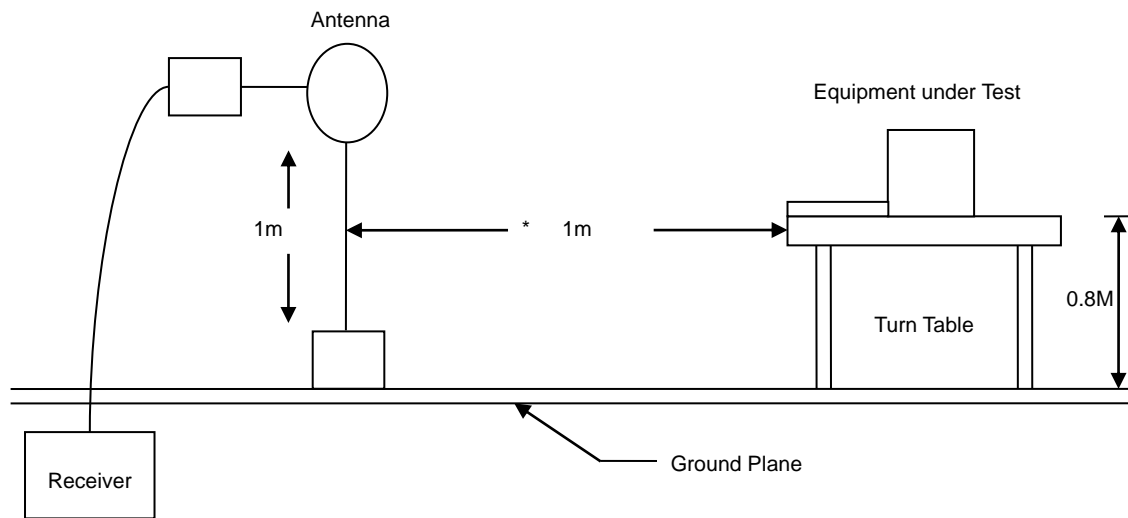 Antenna
Equipment under Test
1m
* 1m
0.8M
Turn Table
Ground Plane
Receiver